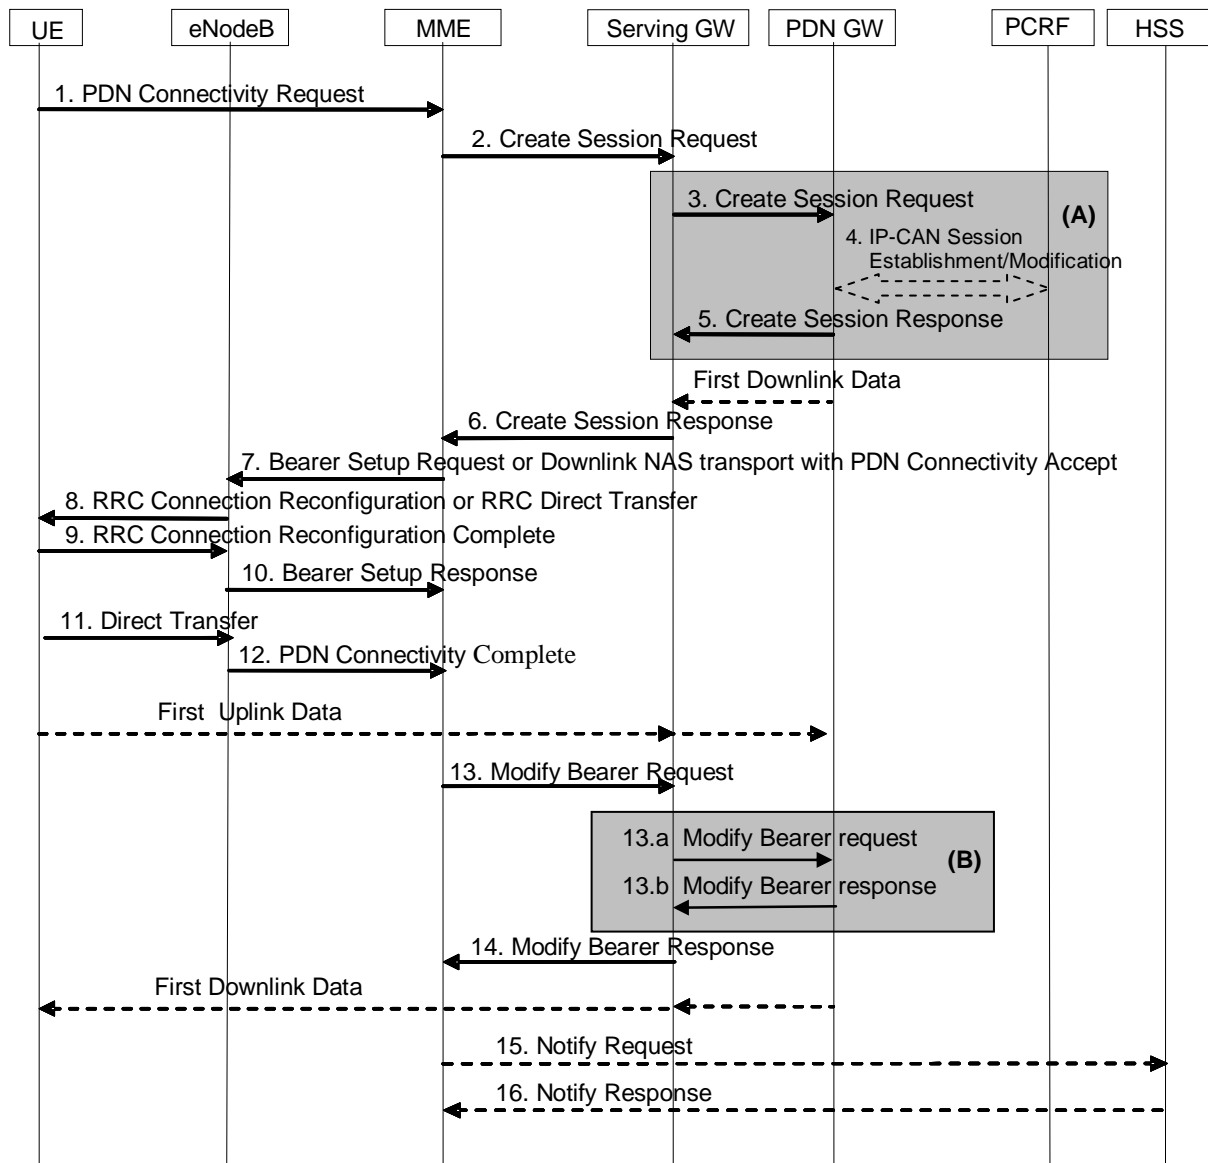 UE eNodeB MME Serving GW PDN GW PCRF HSS
1. PDN Connectivity Request
2. Create Session Request
3. Create Session Request
(A)
4. IP-CAN Session
Establishment/Modification
5. Create Session Response
First Downlink Data
6. Create Session Response
7. Bearer Setup Request or Downlink NAS transport with PDN Connectivity Accept
8. RRC Connection Reconfiguration or RRC Direct Transfer
9. RRC Connection Reconfiguration Complete
10. Bearer Setup Response
11. Direct Transfer
12. PDN Connectivity Complete
First Uplink Data
13. Modify Bearer Request
13.a Modify Bearer request
(B)
13.b Modify Bearer response
14. Modify Bearer Response
First Downlink Data
15. Notify Request
16. Notify Response